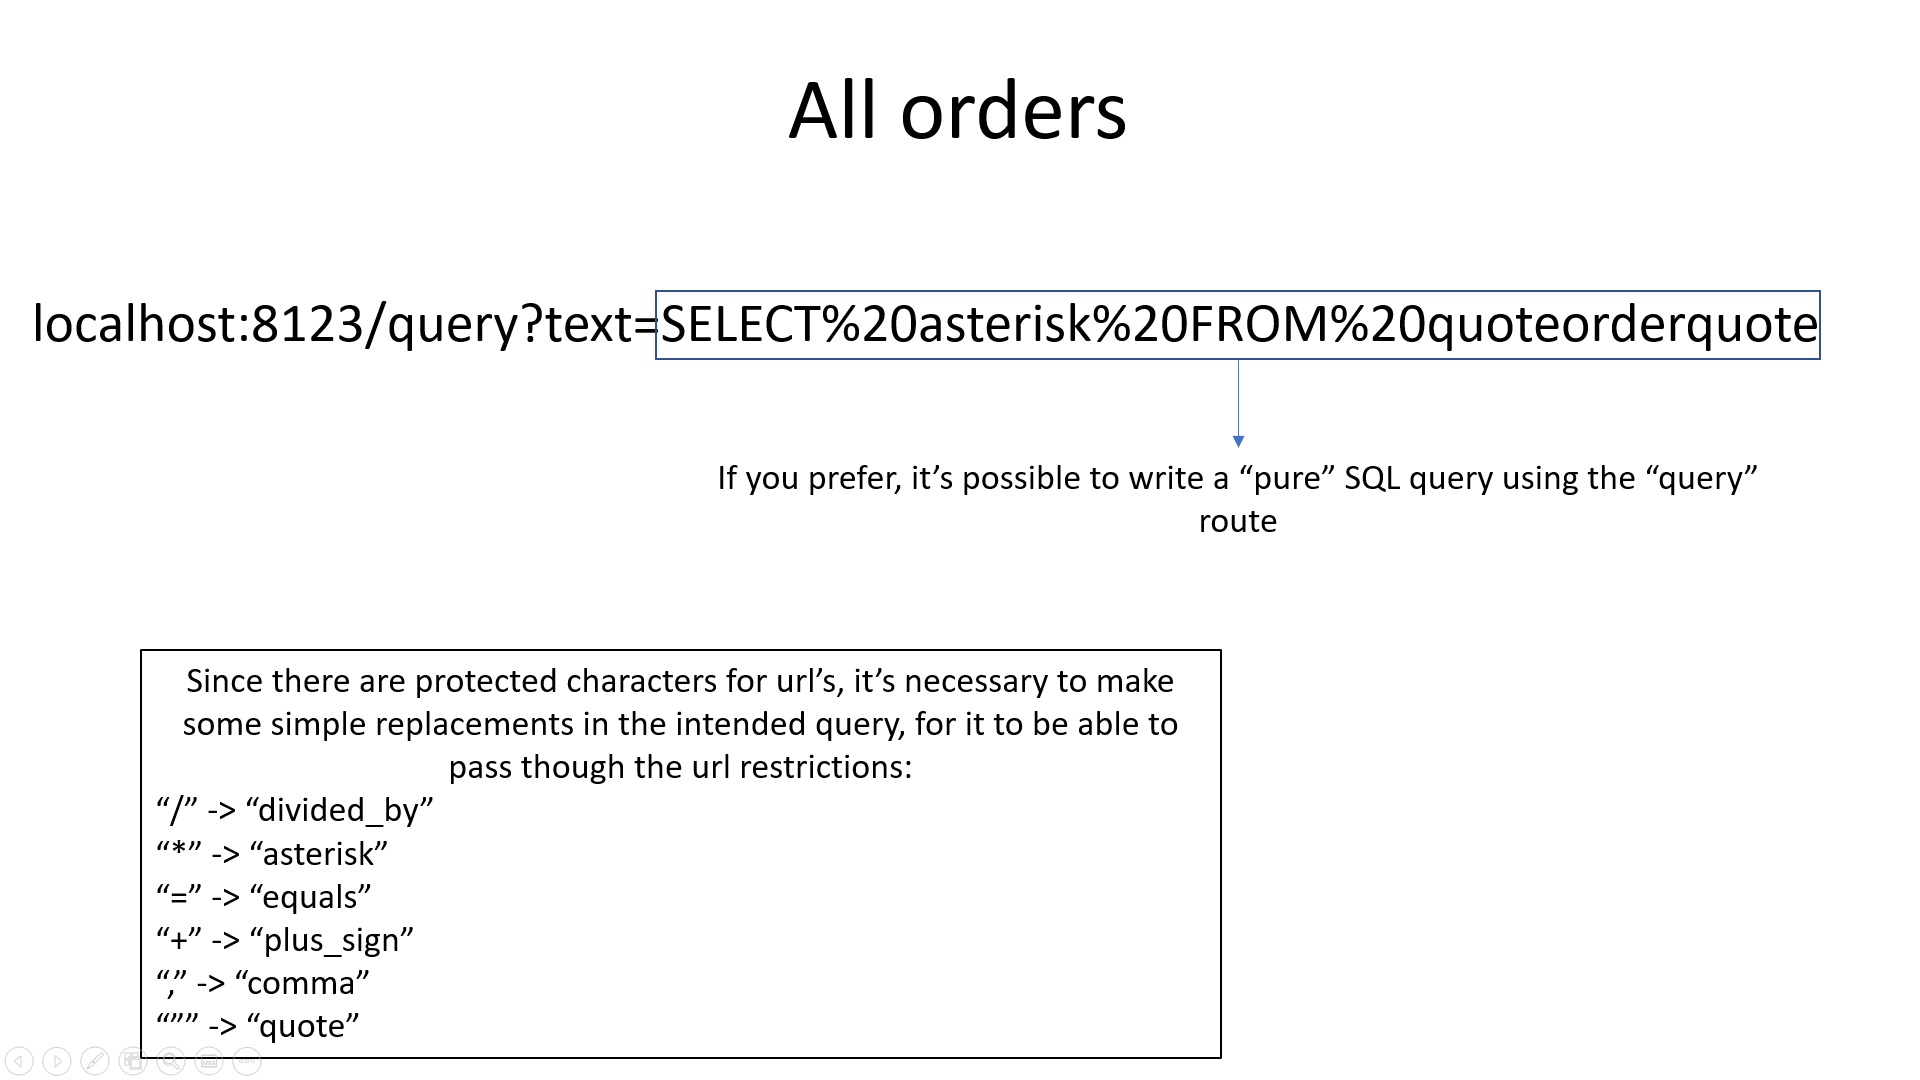 All orders
localhost:8123/query?text=SELECT%20asterisk%20FROM%20quoteorderquote
If you prefer, it’s possible to write a “pure” SQL query using the “query”
route
Since there are protected characters for url’s, it’s necessary to make
some simple replacements in the intended query, for it to be able to
pass though the url restrictions:
“/” -> “divided_by”
“*” -> “asterisk”
“=” -> “equals”
“+” -> “plus_sign”
“,” -> “comma”
“”” -> “quote”